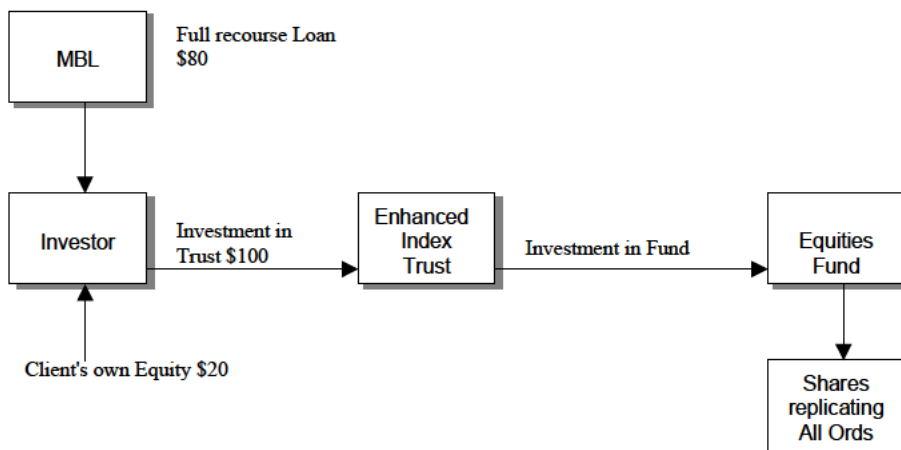 MBL
Full recourse Loan
$80
Investor
Investment in
Trust $100
Enhanced
Index
Trust
Investment in Fund
Equities
Fund
Client's own Equity $20
Shares
replicating
All Ords